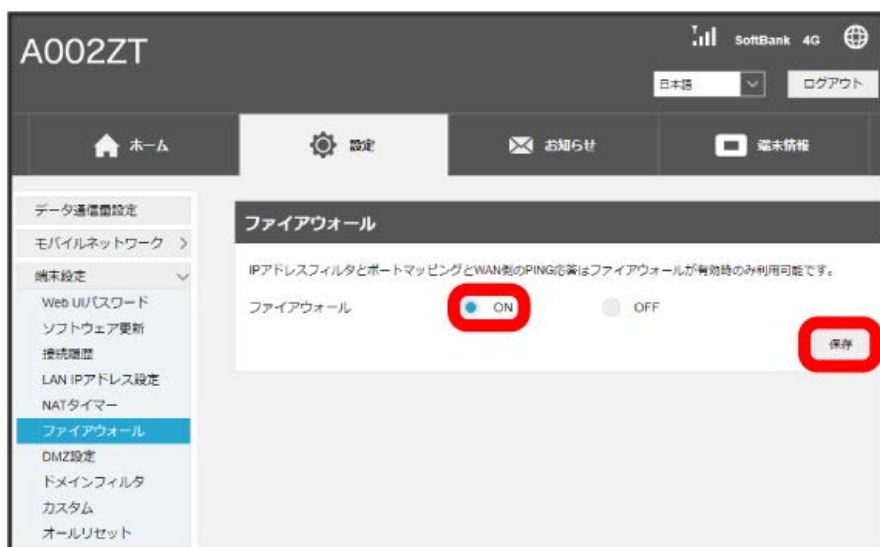 A002ZT
SoftBank 4G
日本語
ログアウト
ホーム
設定
お知らせ
端末情報
データ通信量設定
モバイルネットワーク
端末設定
Web UIパスワード
ソフトウェア更新
接続履歴
LAN IPアドレス設定
NATタイマー
ファイアウォール
DMZ設定
ドメインフィルタ
カスタム
オールリセット
ファイアウォール
IPアドレスフィルタとポートマッピングとWAN側のPING応答はファイアウォールが有効時のみ利用可能です。
ファイアウォール ON OFF
保存